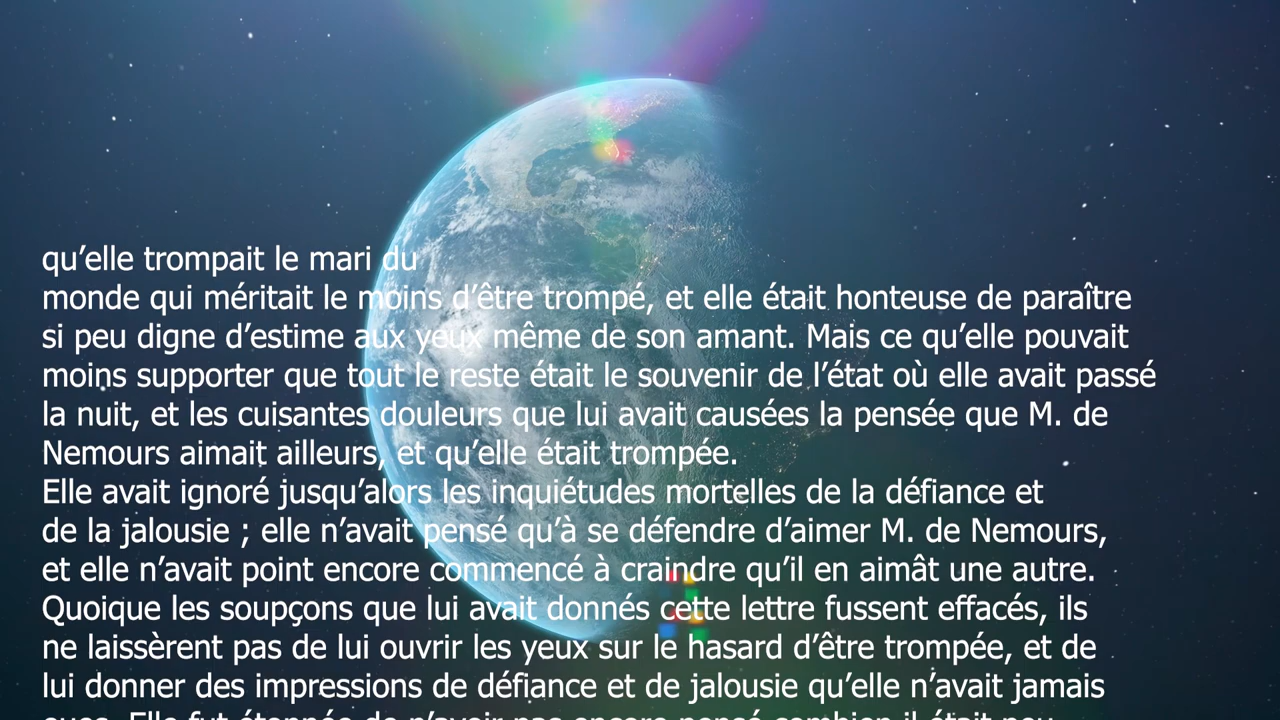 qu’elle trompait le mari du
monde qui méritait le moins d’être trompé, et elle était honteuse de paraître
si peu digne d’estime aux yeux même de son amant. Mais ce qu’elle pouvait
moins supporter que tout le reste était le souvenir de l’état où elle avait passé
la nuit, et les cuisantes douleurs que lui avait causées la pensée que M. de
Nemours aimait ailleurs, et qu’elle était trompée.
Elle avait ignoré jusqu’alors les inquiétudes mortelles de la défiance et
de la jalousie ; elle n’avait pensé qu’à se défendre d’aimer M. de Nemours,
et elle n’avait point encore commencé à craindre qu’il en aimât une autre.
Quoique les soupçons que lui avait donnés cette lettre fussent effacés, ils
ne laissèrent pas de lui ouvrir les yeux sur le hasard d’être trompée, et de
lui donner des impressions de défiance et de jalousie qu’elle n’avait jamais